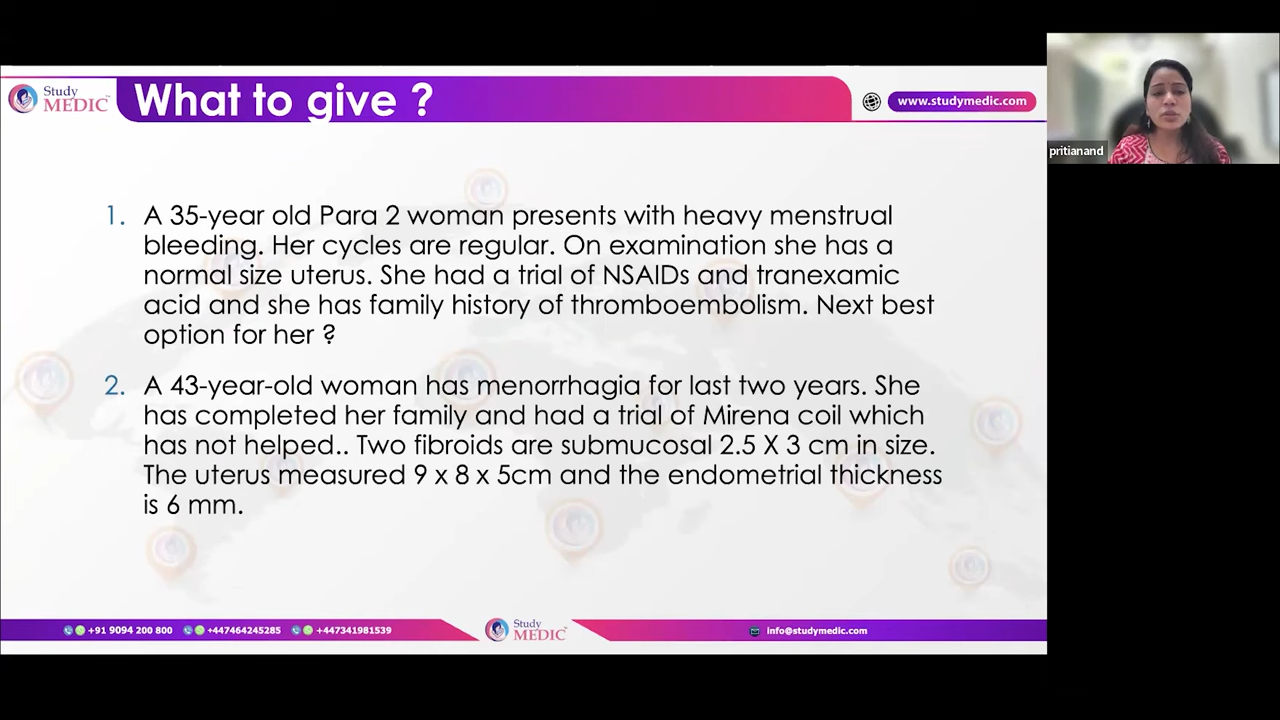 Study
MEDIC
What to give ?
www.studymedic.com
pritianand
1. A 35-year old Para 2 woman presents with heavy menstrual
bleeding. Her cycles are regular. On examination she has a
normal size uterus. She had a trial of NSAIDs and tranexamic
acid and she has family history of thromboembolism. Next best
option for her ?
2. A 43-year-old woman has menorrhagia for last two years. She
has completed her family and had a trial of Mirena coil which
has not helped.. Two fibroids are submucosal 2.5 X 3 cm in size.
The uterus measured 9 x 8 x 5cm and the endometrial thickness
is 6 mm.
+91 9094 200 800 +447464245285 +447341981539
Study
MEDIC
info@studymedic.com